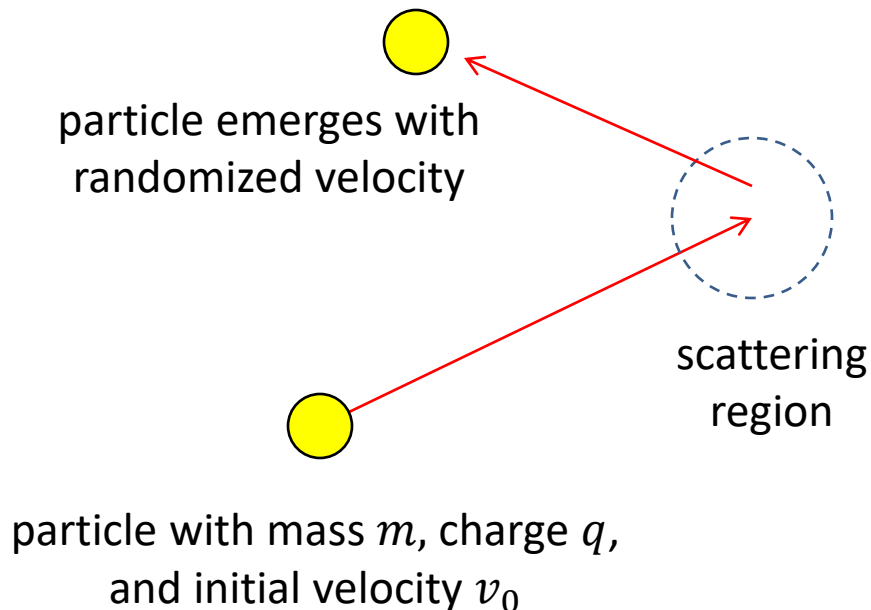 particle emerges with
randomized velocity
scattering
region
particle with mass 𝑚, charge 𝑞,
and initial velocity 𝑣₀